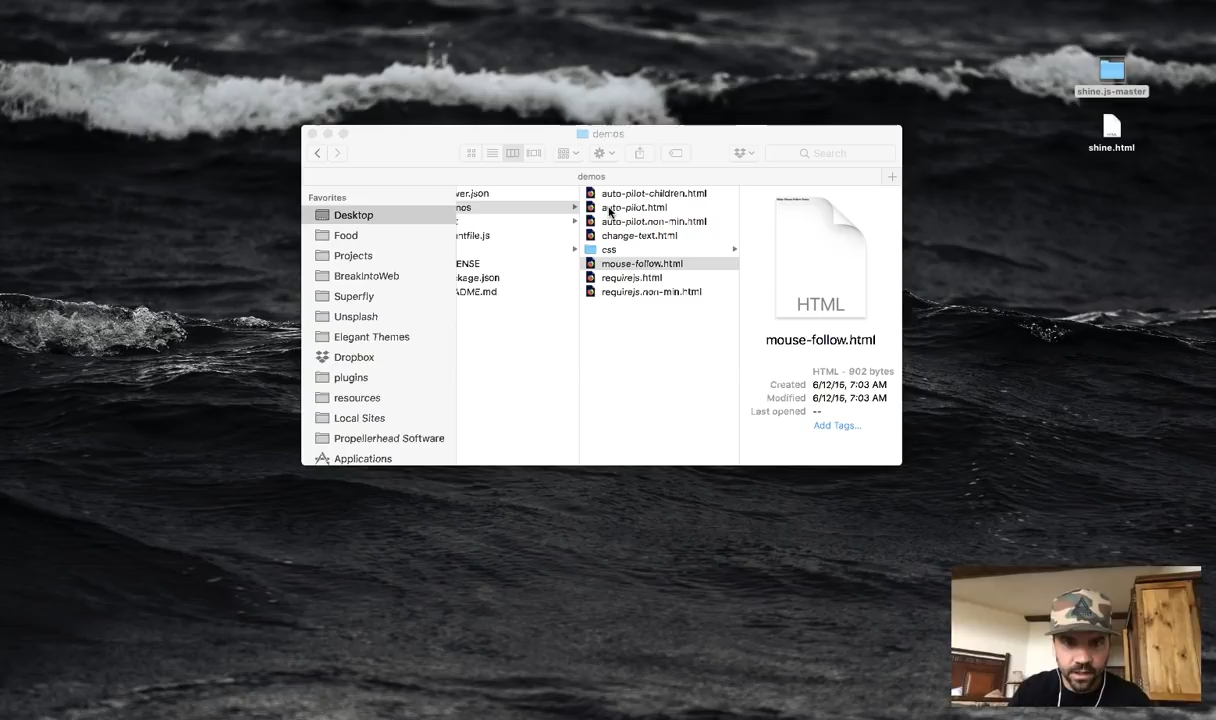 shine.js-master
HTML
shine.html
demos
Search
demos
Favorites
Desktop
Food
Projects
BreakIntoWeb
Superfly
Unsplash
Elegant Themes
Dropbox
plugins
resources
Local Sites
Propellerhead Software
Applications
ver.json
nos
t
ntfile.js
ENSE
kage.json
DME.md
auto-pilot-children.html
auto-pilot.html
auto-pilot.non-min.html
change-text.html
css
mouse-follow.html
requirejs.html
requirejs.non-min.html
HTML
mouse-follow.html
HTML - 902 bytes
Created 6/12/16, 7:03 AM
Modified 6/12/16, 7:03 AM
Last opened --
Add Tags...